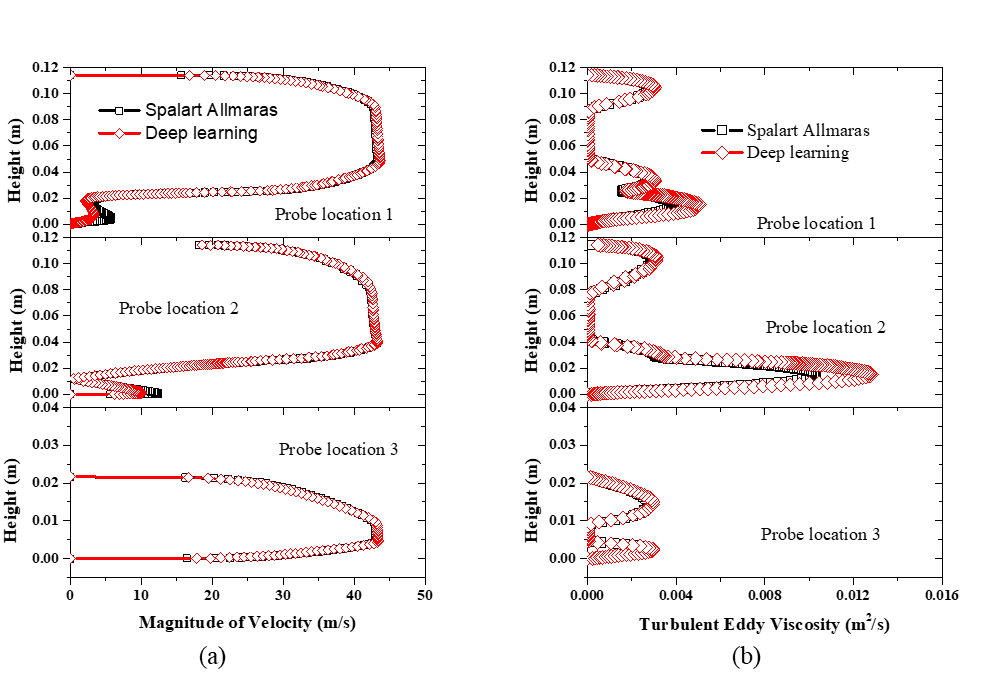 0.12
0.10
0.08
0.06
0.04
0.02
0.00
Height (m)
Spalart Allmaras
Deep learning
Probe location 1
0.12
0.10
0.08
0.06
0.04
0.02
0.00
Height (m)
Probe location 2
0.04
0.03
0.02
0.01
0.00
Height (m)
Probe location 3
0 10 20 30 40 50
Magnitude of Velocity (m/s)
(a)
0.12
0.10
0.08
0.06
0.04
0.02
0.00
Height (m)
Spalart Allmaras
Deep learning
Probe location 1
0.12
0.10
0.08
0.06
0.04
0.02
0.00
Height (m)
Probe location 2
0.04
0.03
0.02
0.01
0.00
Height (m)
Probe location 3
0.000 0.004 0.008 0.012 0.016
Turbulent Eddy Viscosity (m²/s)
(b)